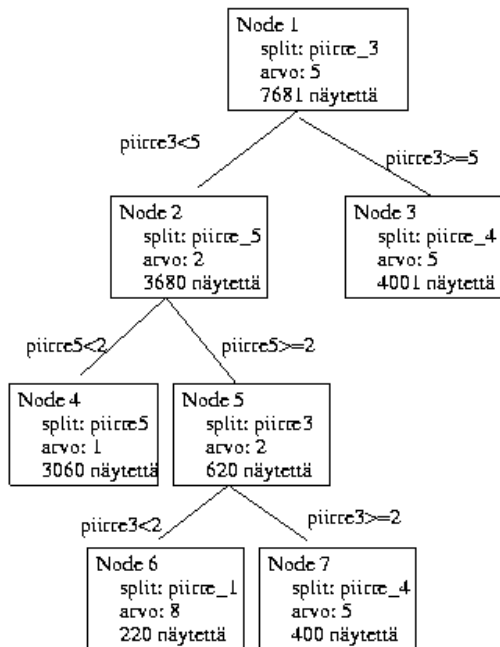 Node 1
split: piirre_3
arvo: 5
7681 näytettä
piirre3<5
piirre3>=5
Node 2
split: piirre_5
arvo: 2
3680 näytettä
Node 3
split: piirre_4
arvo: 5
4001 näytettä
piirre5<2
piirre5>=2
Node 4
split: piirre5
arvo: 1
3060 näytettä
Node 5
split: piirre3
arvo: 2
620 näytettä
piirre3<2
piirre3>=2
Node 6
split: piirre_1
arvo: 8
220 näytettä
Node 7
split: piirre_4
arvo: 5
400 näytettä